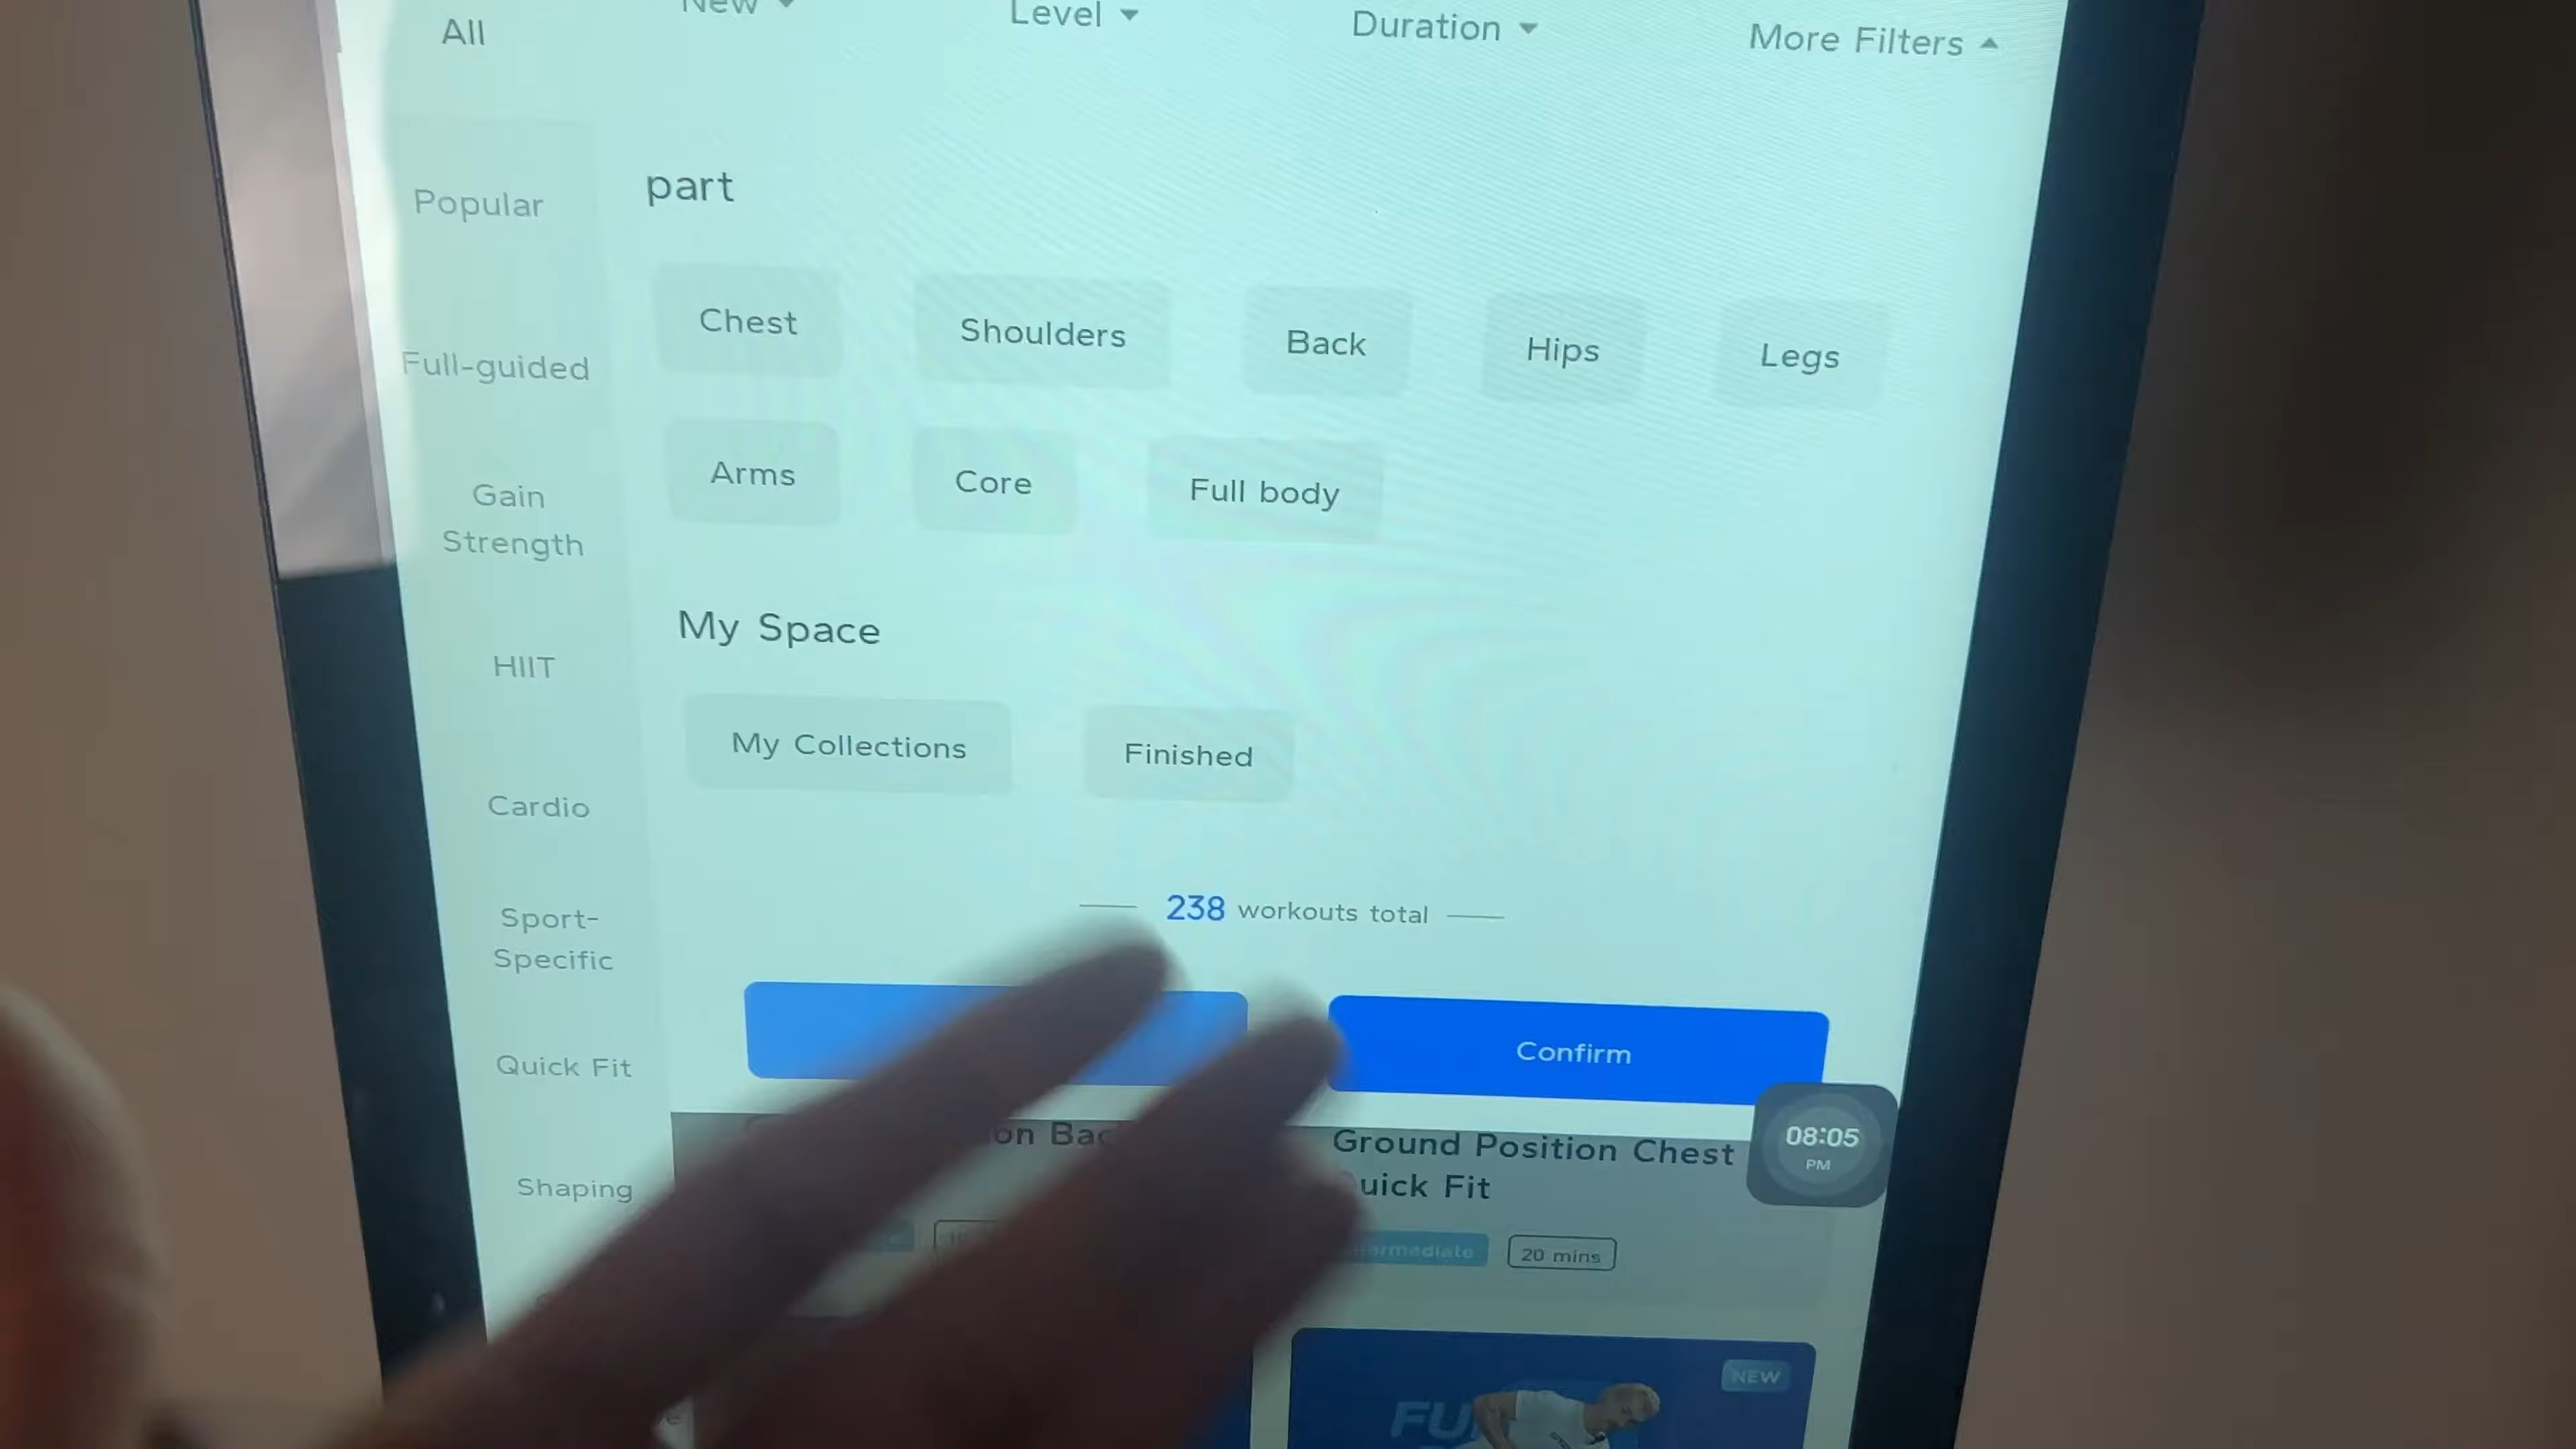 All
New
Level
Duration
More Filters
Popular
Full-guided
Gain
Strength
HIIT
Cardio
Sport-
Specific
Quick Fit
Shaping
part
Chest
Shoulders
Back
Hips
Legs
Arms
Core
Full body
My Space
My Collections
Finished
238 workouts total
Confirm
08:05
PM
Ground Position Chest
uick Fit
20 mins
NEW